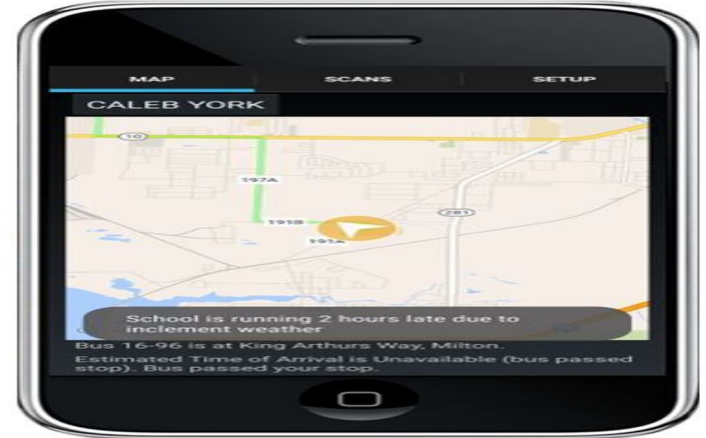 MAP SCANS SETUP
CALEB YORK
10
197A
281
191B
191A
School is running 2 hours late due to
inclement weather
Bus 16-96 is at King Arthurs Way, Milton.
Estimated Time of Arrival is Unavailable (bus passed
stop). Bus passed your stop.